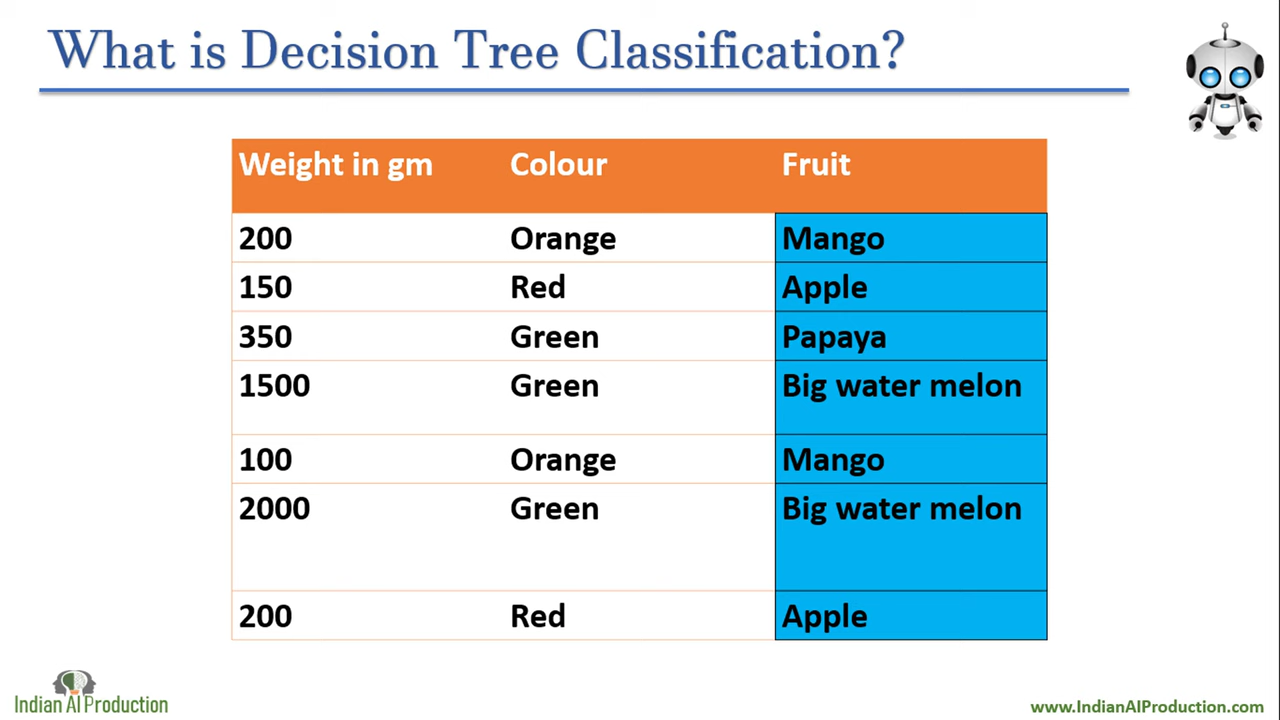 What is Decision Tree Classification?
Weight in gm Colour Fruit
200 Orange Mango
150 Red Apple
350 Green Papaya
1500 Green Big water melon
100 Orange Mango
2000 Green Big water melon
200 Red Apple
Indian AI Production
www.IndianAIProduction.com